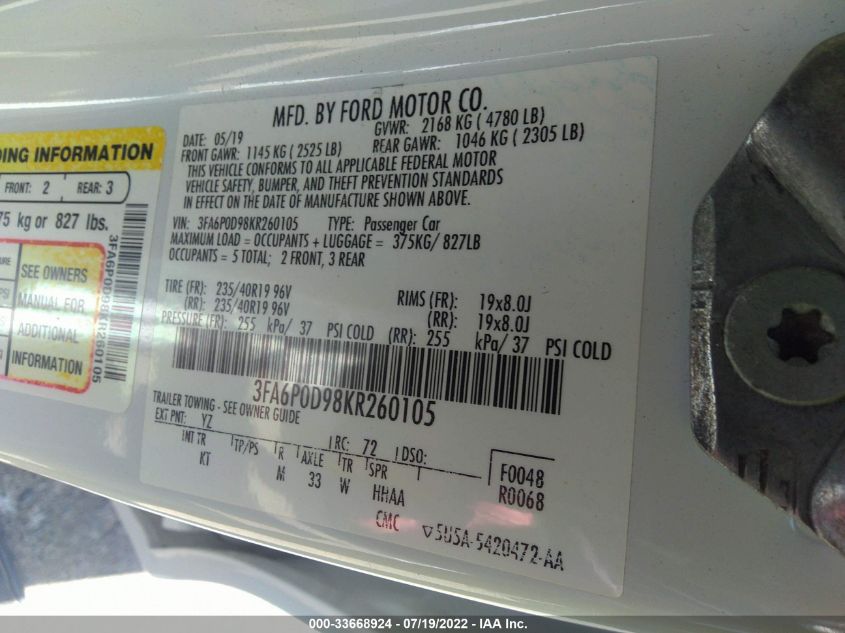 MFD. BY FORD MOTOR CO.
DATE: 05/19 GVWR: 2168 KG ( 4780 LB)
FRONT GAWR: 1145 KG ( 2525 LB) REAR GAWR: 1046 KG ( 2305 LB)
THIS VEHICLE CONFORMS TO ALL APPLICABLE FEDERAL MOTOR
VEHICLE SAFETY, BUMPER, AND THEFT PREVENTION STANDARDS
IN EFFECT ON THE DATE OF MANUFACTURE SHOWN ABOVE.
VIN: 3FA6P0D98KR260105 TYPE: Passenger Car
MAXIMUM LOAD = OCCUPANTS + LUGGAGE = 375KG/ 827LB
OCCUPANTS = 5 TOTAL; 2 FRONT, 3 REAR
TIRE (FR): 235/40R19 96V RIMS (FR): 19x8.0J
(RR): 235/40R19 96V (RR): 19x8.0J
PRESSURE (FR): 255 kPa/ 37 PSI COLD (RR): 255 kPa/ 37 PSI COLD
3FA6P0D98KR260105
TRAILER TOWING - SEE OWNER GUIDE
EXT PNT: YZ RC: 72 DSO:
INT TR TP/PS R AXLE TR SPR
KT M 33 W HHAA
CMC
F0048
R0068
5U5A-5420472-AA
DING INFORMATION
FRONT: 2 REAR: 3
75 kg or 827 lbs.
SEE OWNERS
MANUAL FOR
ADDITIONAL
INFORMATION
3FA6P0D98KR260105
000-33668924 - 07/19/2022 - IAA Inc.